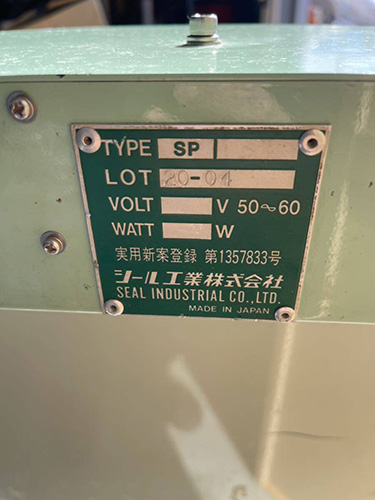 TYPE SP
LOT 20-04
VOLT V 50~60
WATT W
実用新案登録 第1357833号
シール工業株式会社
SEAL INDUSTRIAL CO., LTD.
MADE IN JAPAN